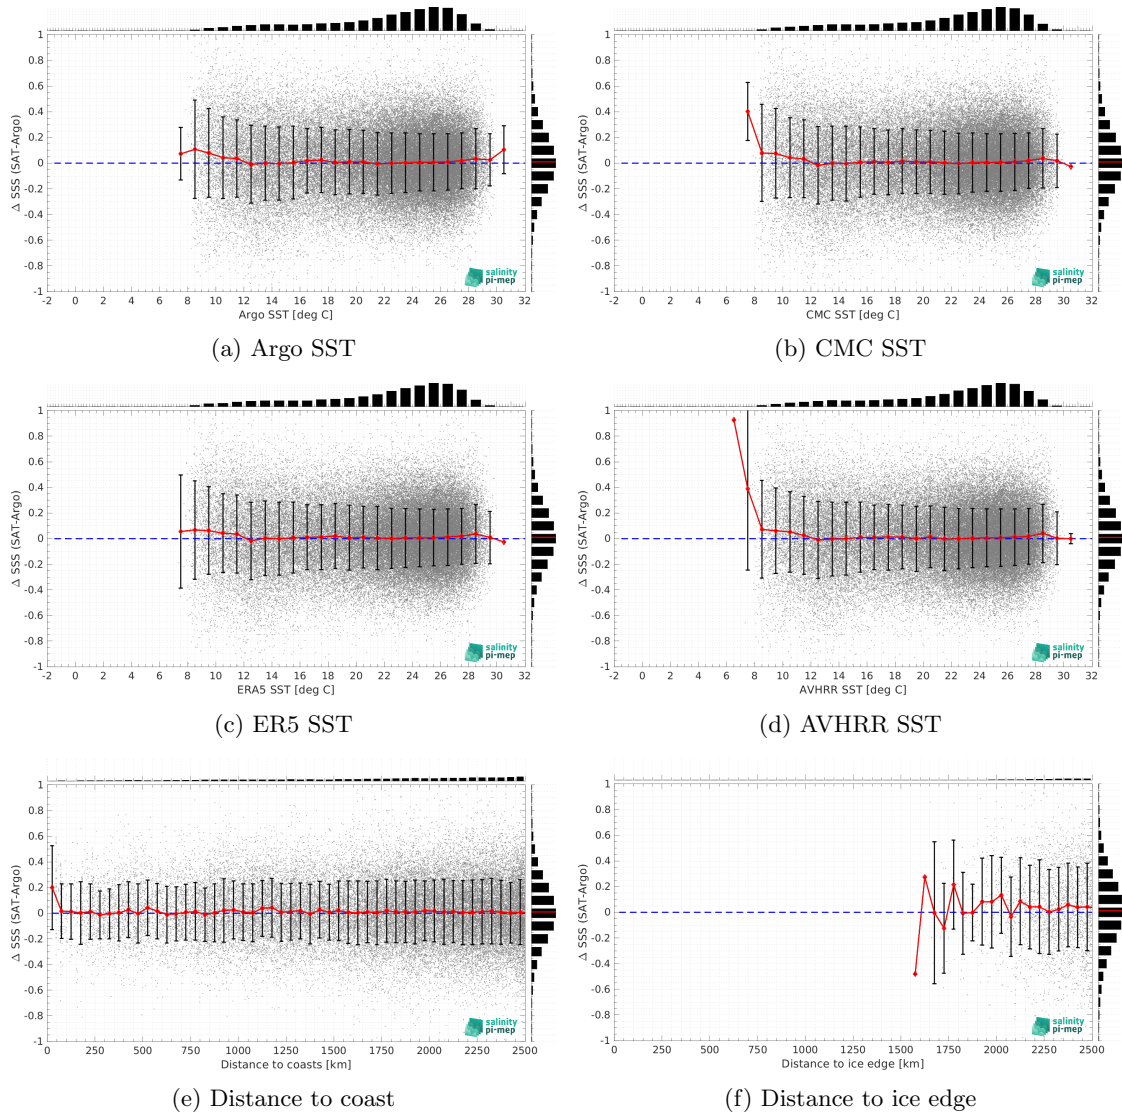 1
0.8
0.6
0.4
0.2
0
-0.2
-0.4
-0.6
-0.8
-1
Δ SSS (SAT-Argo)
salinity
pi-mep
-2 0 2 4 6 8 10 12 14 16 18 20 22 24 26 28 30 32
Argo SST [deg C]
(a) Argo SST
1
0.8
0.6
0.4
0.2
0
-0.2
-0.4
-0.6
-0.8
-1
Δ SSS (SAT-Argo)
salinity
pi-mep
-2 0 2 4 6 8 10 12 14 16 18 20 22 24 26 28 30 32
CMC SST [deg C]
(b) CMC SST
1
0.8
0.6
0.4
0.2
0
-0.2
-0.4
-0.6
-0.8
-1
Δ SSS (SAT-Argo)
salinity
pi-mep
-2 0 2 4 6 8 10 12 14 16 18 20 22 24 26 28 30 32
ERA5 SST [deg C]
(c) ER5 SST
1
0.8
0.6
0.4
0.2
0
-0.2
-0.4
-0.6
-0.8
-1
Δ SSS (SAT-Argo)
salinity
pi-mep
-2 0 2 4 6 8 10 12 14 16 18 20 22 24 26 28 30 32
AVHRR SST [deg C]
(d) AVHRR SST
1
0.8
0.6
0.4
0.2
0
-0.2
-0.4
-0.6
-0.8
-1
Δ SSS (SAT-Argo)
salinity
pi-mep
0 250 500 750 1000 1250 1500 1750 2000 2250 2500
Distance to coasts [km]
(e) Distance to coast
1
0.8
0.6
0.4
0.2
0
-0.2
-0.4
-0.6
-0.8
-1
Δ SSS (SAT-Argo)
salinity
pi-mep
0 250 500 750 1000 1250 1500 1750 2000 2250 2500
Distance to ice edge [km]
(f) Distance to ice edge